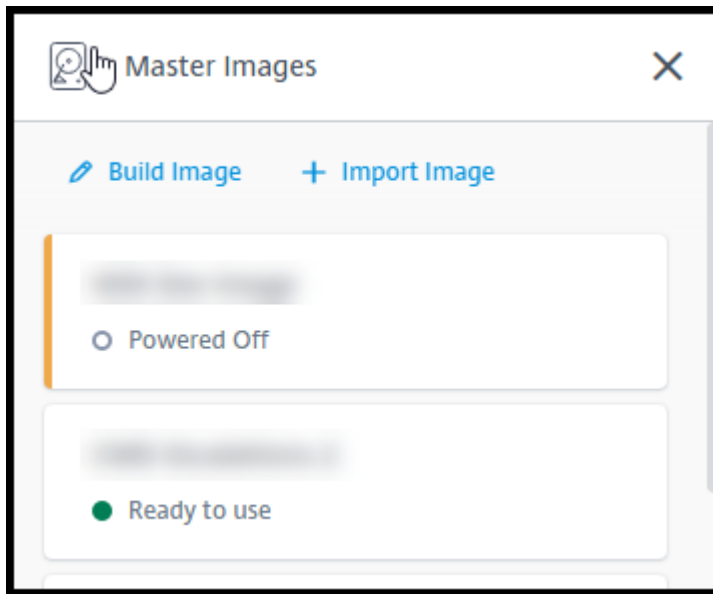 Master Images
Build Image
Import Image
Powered Off
Ready to use